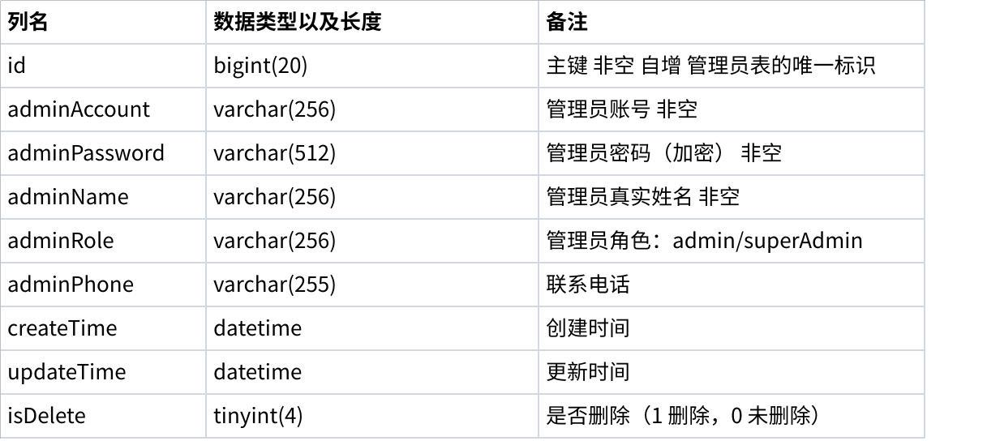 列名 数据类型以及长度 备注
id bigint(20) 主键 非空 自增 管理员表的唯一标识
adminAccount varchar(256) 管理员账号 非空
adminPassword varchar(512) 管理员密码（加密） 非空
adminName varchar(256) 管理员真实姓名 非空
adminRole varchar(256) 管理员角色：admin/superAdmin
adminPhone varchar(255) 联系电话
createTime datetime 创建时间
updateTime datetime 更新时间
isDelete tinyint(4) 是否删除（1 删除，0 未删除）